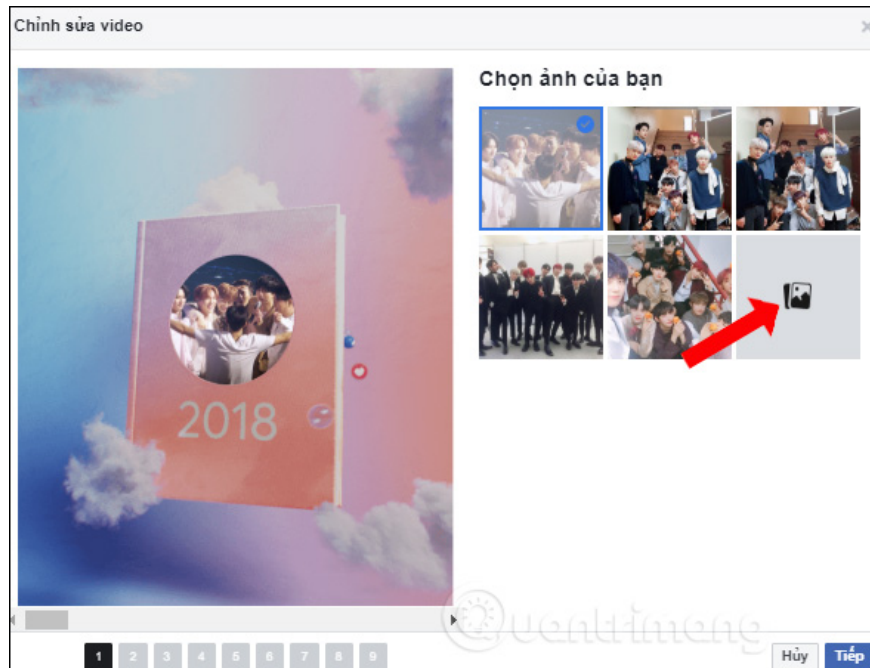 Chỉnh sửa video
Chọn ảnh của bạn
2018
Quantrimang
1 2 3 4 5 6 7 8 9
Hủy Tiếp